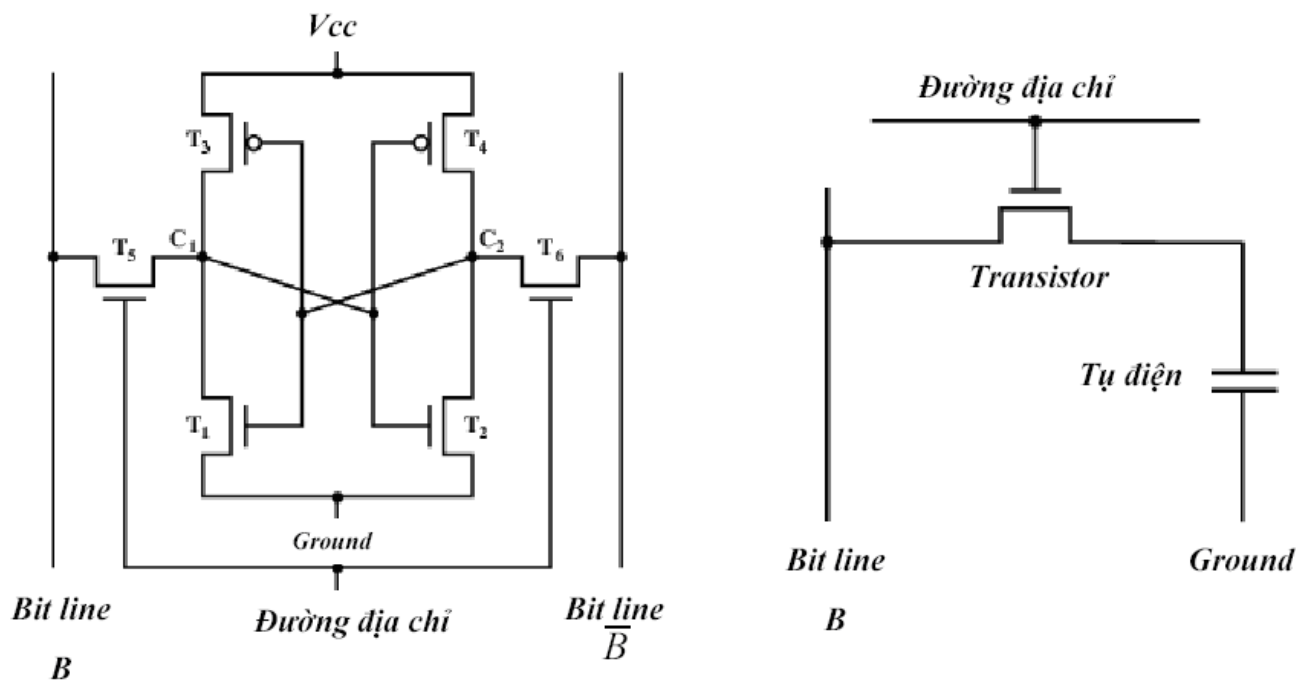 Vcc
T3
T4
T5
C1
C2
T6
T1
T2
Ground
Bit line
Đường địa chỉ
Bit line
B
B̅
Đường địa chỉ
Transistor
Tụ điện
Bit line
Ground
B